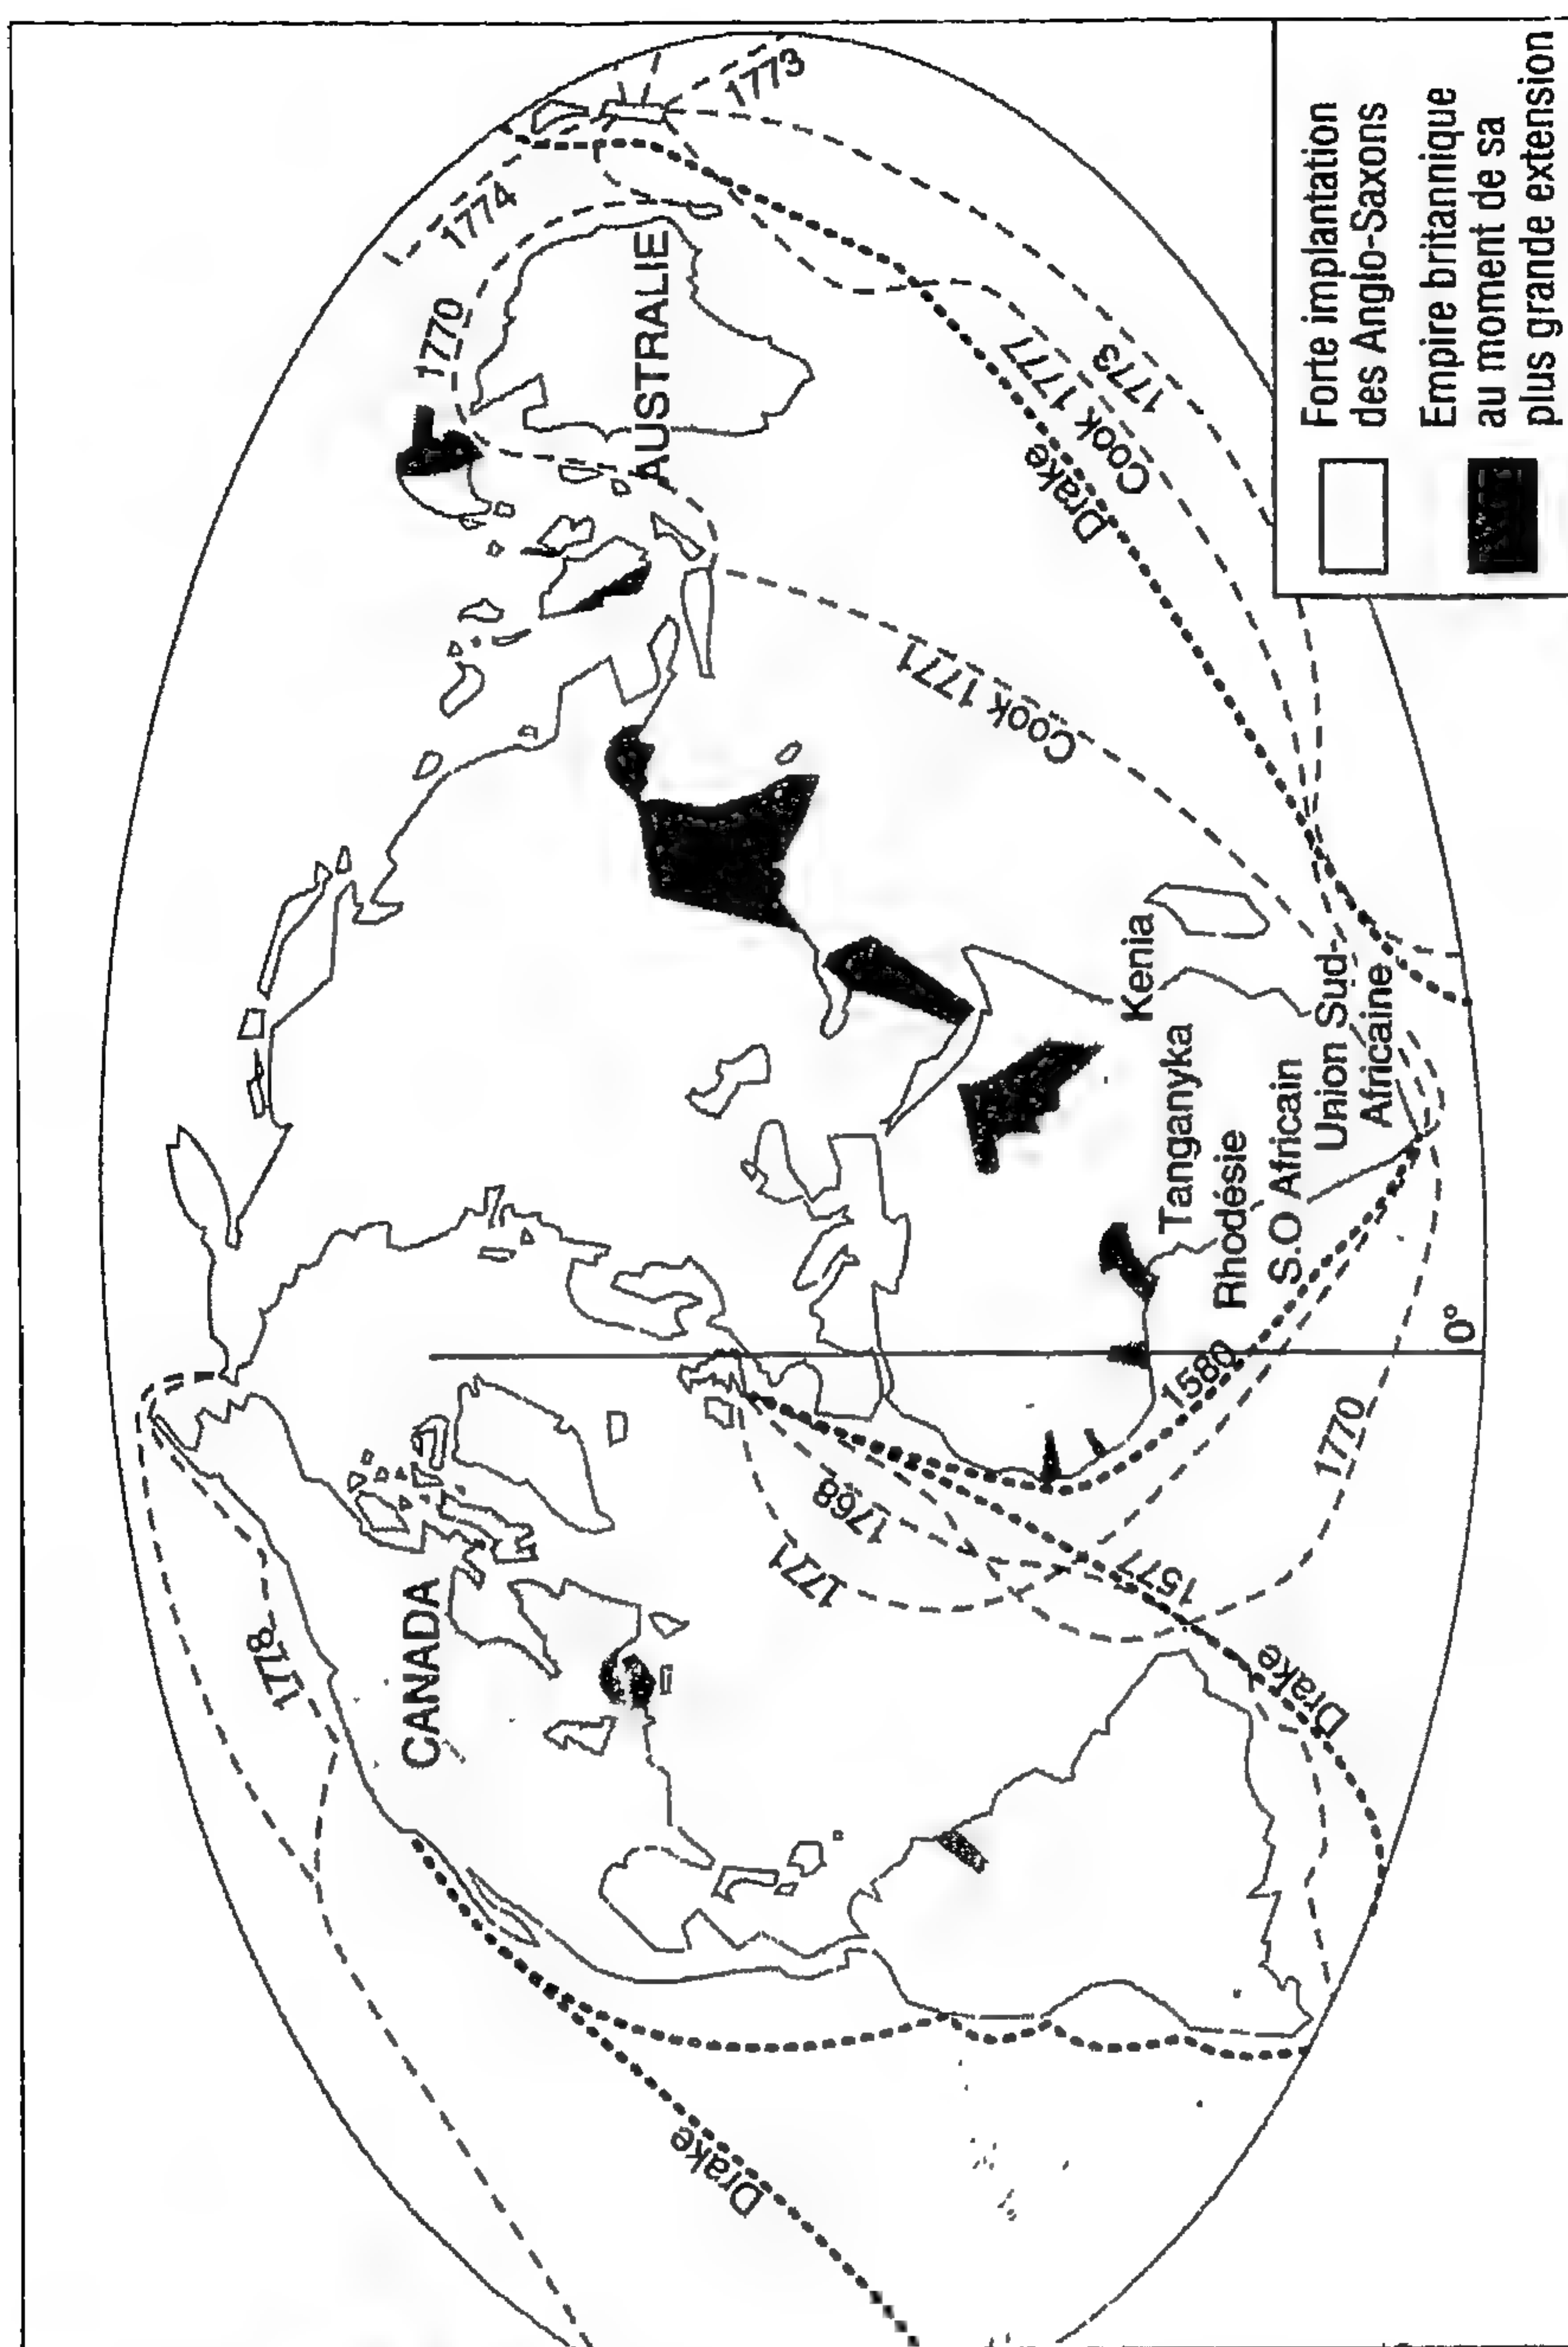 1778
CANADA
1774
1770
1773
AUSTRALIE
Drake
1771
1768
1577
1580
1770
Drake
0°
Cook 1771
Kenia
Tanganyka
Rhodésie
S.O Africain
Union Sud-
Africaine
Drake
Cook 1777
1773
Forte implantation
des Anglo-Saxons
Empire britannique
au moment de sa
plus grande extension